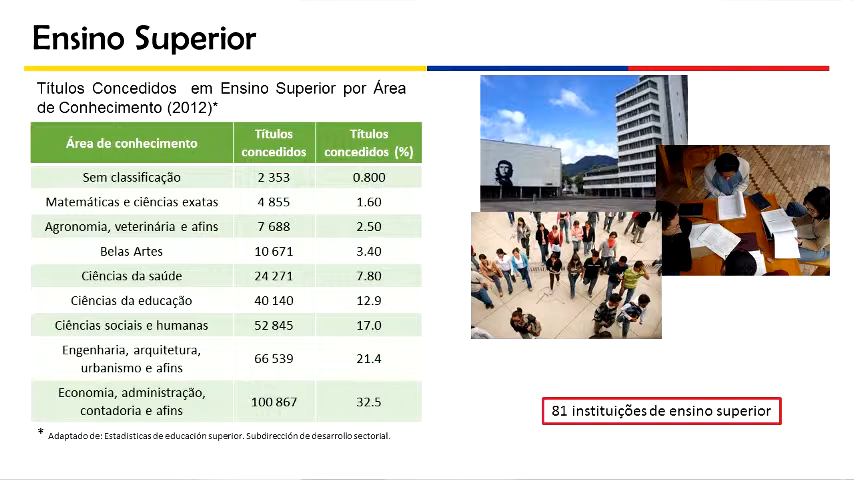 Ensino Superior
Títulos Concedidos em Ensino Superior por Área
de Conhecimento (2012)*
Área de conhecimento
Títulos
concedidos
Títulos
concedidos (%)
Sem classificação 2 353 0.800
Matemáticas e ciências exatas 4 855 1.60
Agronomia, veterinária e afins 7 688 2.50
Belas Artes 10 671 3.40
Ciências da saúde 24 271 7.80
Ciências da educação 40 140 12.9
Ciências sociais e humanas 52 845 17.0
Engenharia, arquitetura,
urbanismo e afins 66 539 21.4
Economia, administração,
contadoria e afins 100 867 32.5
* Adaptado de: Estadisticas de educación superior. Subdirección de desarrollo sectorial.
81 instituições de ensino superior